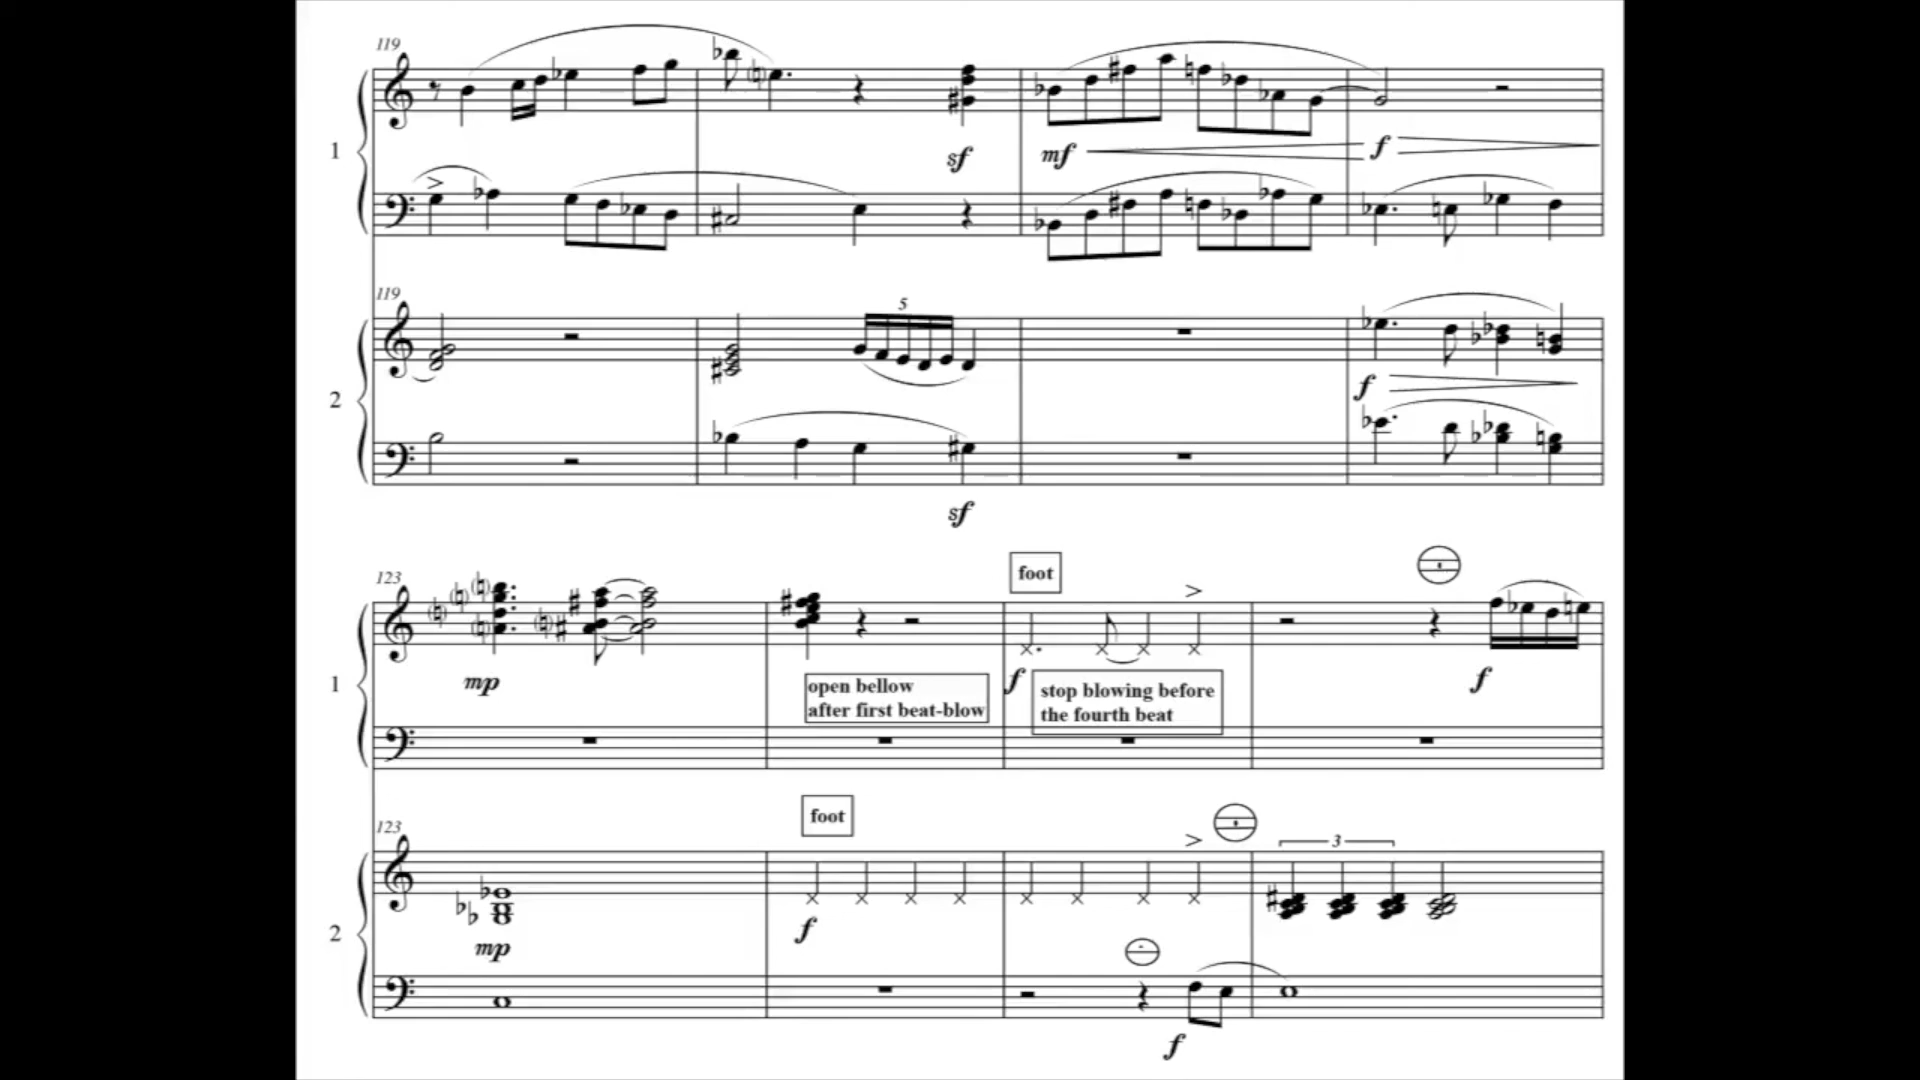 119
1
sf
mf
f
119
2
5
f
sf
123
foot
1
mp
open bellow
after first beat-blow
f
stop blowing before
the fourth beat
f
123
foot
3
2
mp
f
f